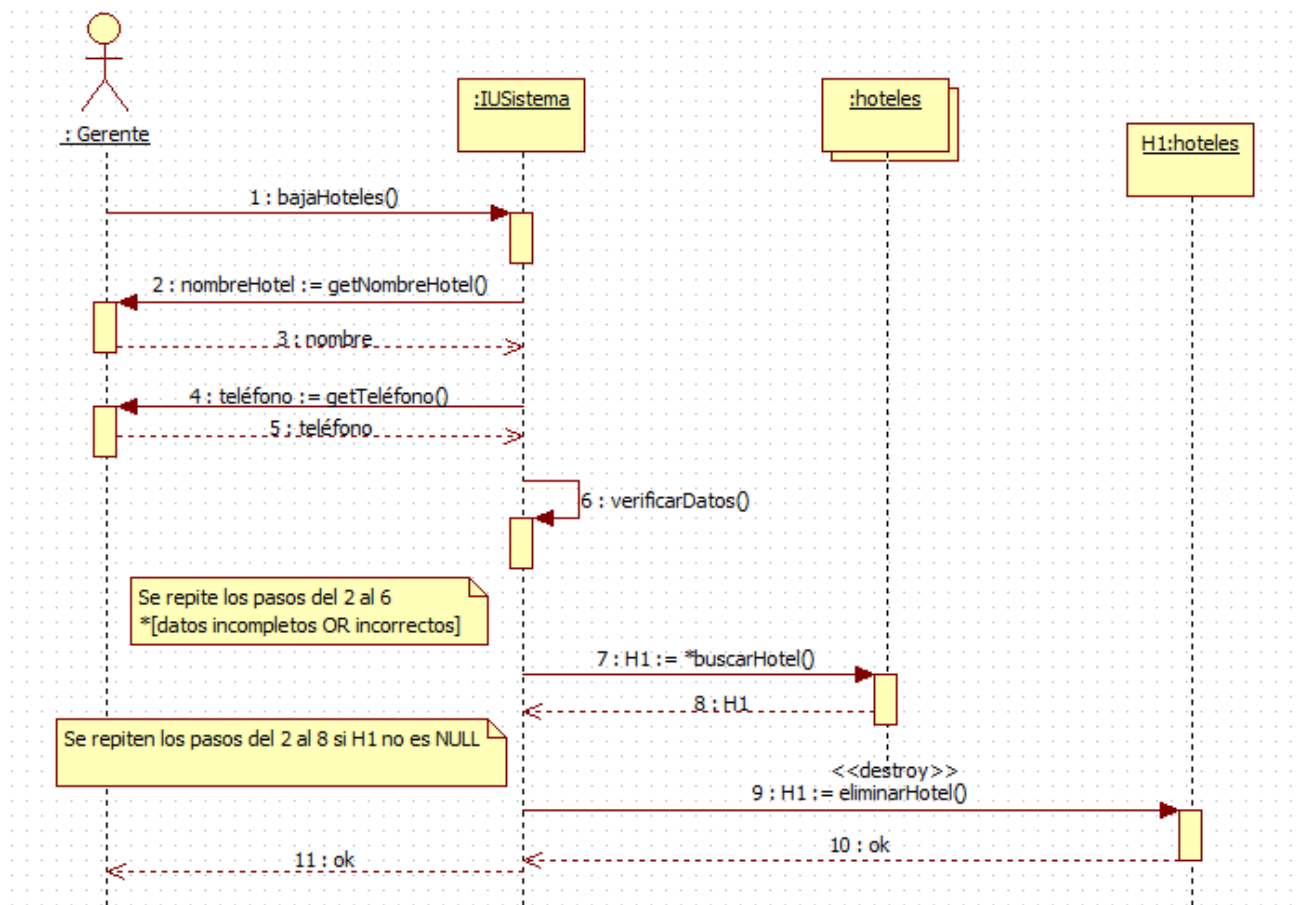 : Gerente
:IUSistema
:hoteles
H1:hoteles
1 : bajaHoteles()
2 : nombreHotel := getNombreHotel()
3 : nombre
4 : teléfono := getTeléfono()
5 : teléfono
6 : verificarDatos()
Se repite los pasos del 2 al 6
*[datos incompletos OR incorrectos]
7 : H1 := *buscarHotel()
8 : H1
Se repiten los pasos del 2 al 8 si H1 no es NULL
<<destroy>>
9 : H1 := eliminarHotel()
10 : ok
11 : ok